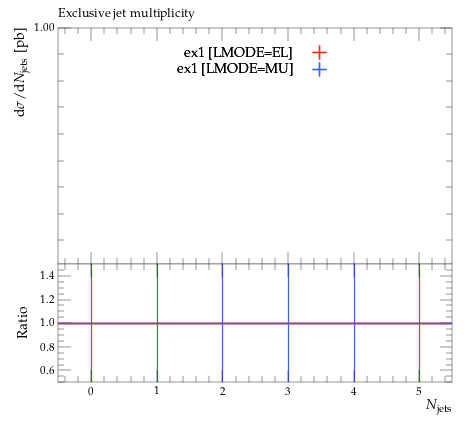 Exclusive jet multiplicity
1.00
dσ/dN_jets [pb]
ex1 [LMODE=EL]
ex1 [LMODE=MU]
1.4
1.2
1.0
0.8
0.6
Ratio
0 1 2 3 4 5
N_jets